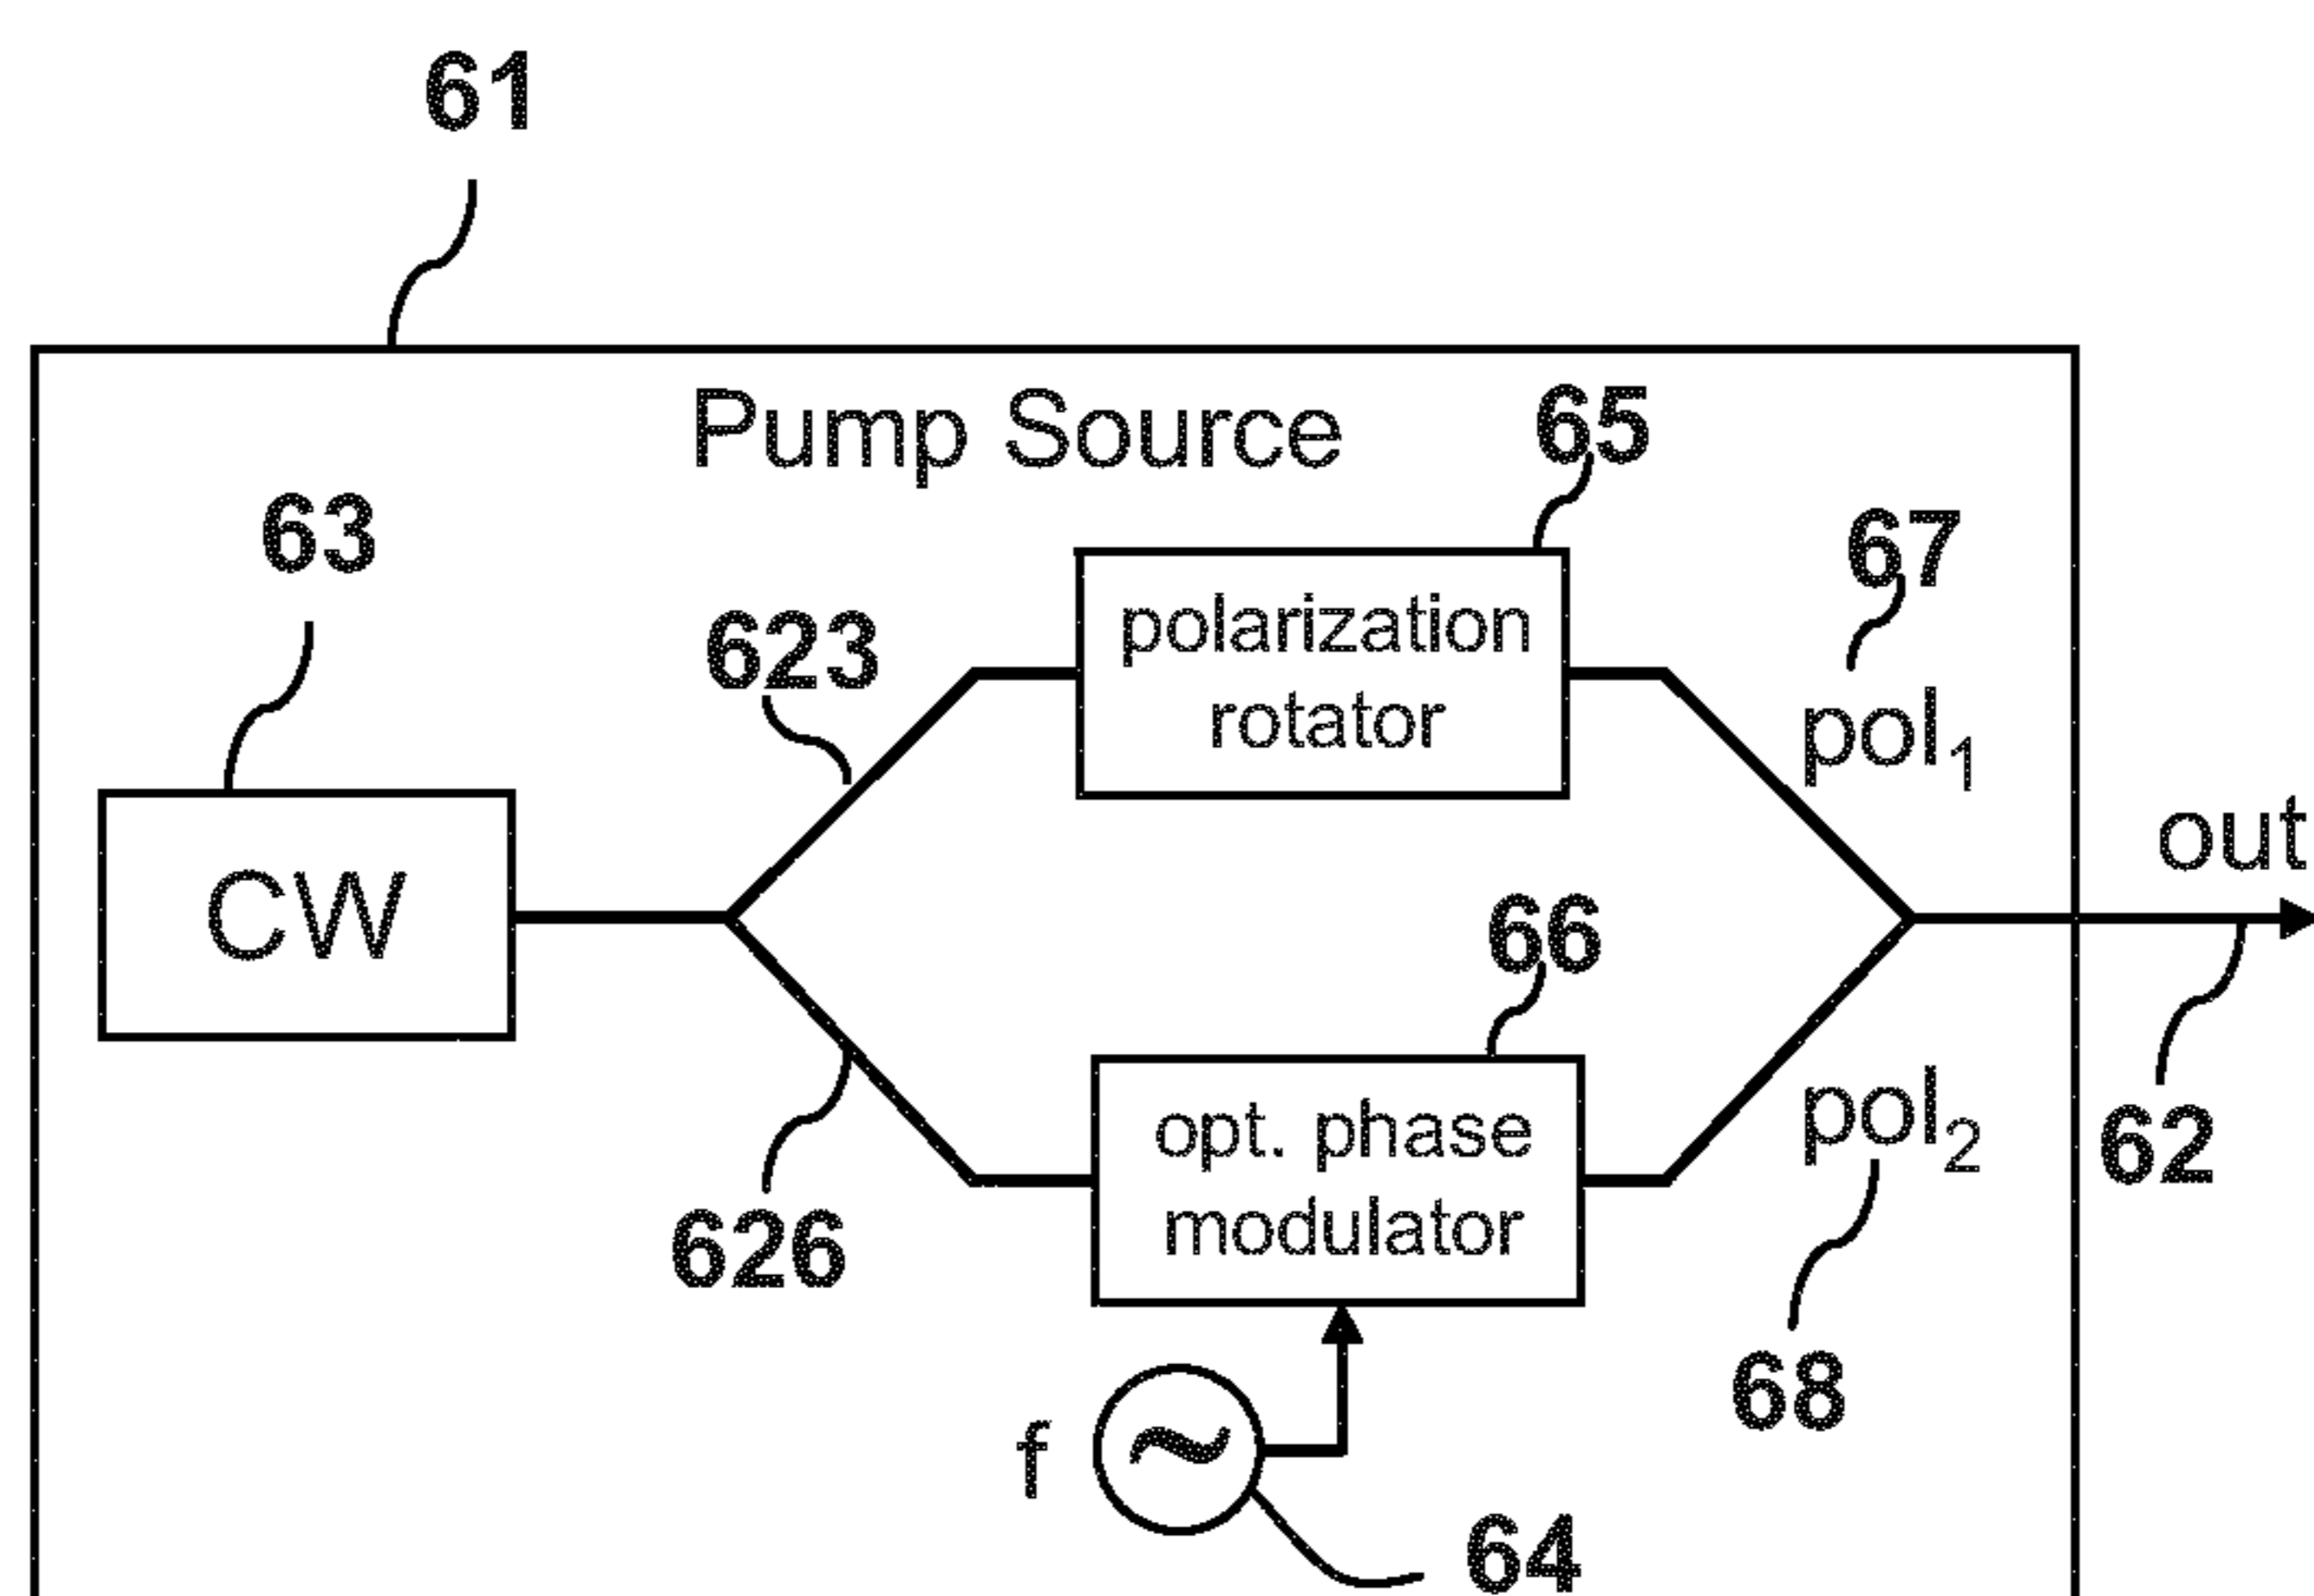 61
Pump Source
65
63
67
623
polarization
rotator
pol₁
out
CW
66
opt. phase
modulator
pol₂
62
626
68
f
~
64